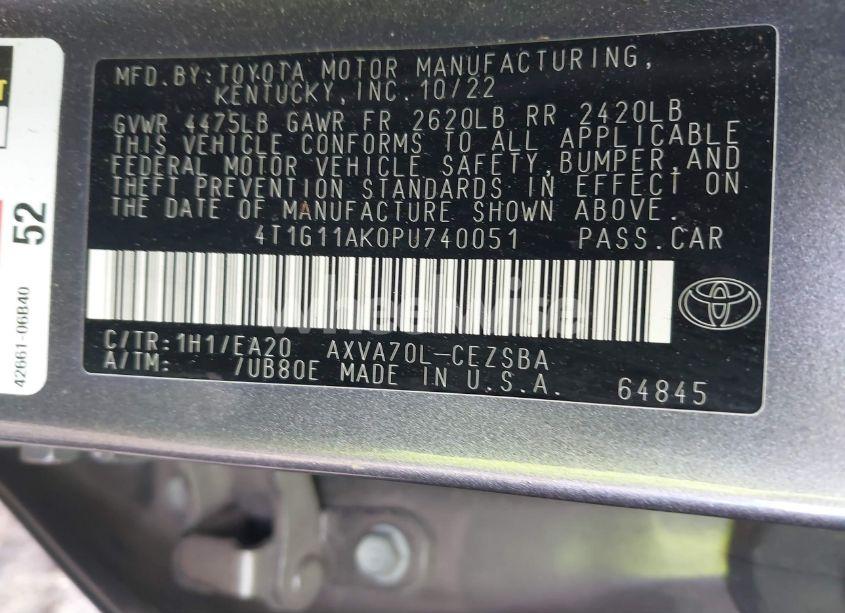 MFD. BY: TOYOTA MOTOR MANUFACTURING,
KENTUCKY, INC. 10/22
GVWR 4475LB GAWR FR 2620LB RR 2420LB
THIS VEHICLE CONFORMS TO ALL APPLICABLE
FEDERAL MOTOR VEHICLE SAFETY, BUMPER, AND
THEFT PREVENTION STANDARDS IN EFFECT ON
THE DATE OF MANUFACTURE SHOWN ABOVE.
4T1G11AK0PU740051 PASS. CAR
wheelwise
C/TR: 1H1/EA20 AXVA70L-CEZSBA
A/TM: /UB80E MADE IN U.S.A. 64845
52
42661-06B40